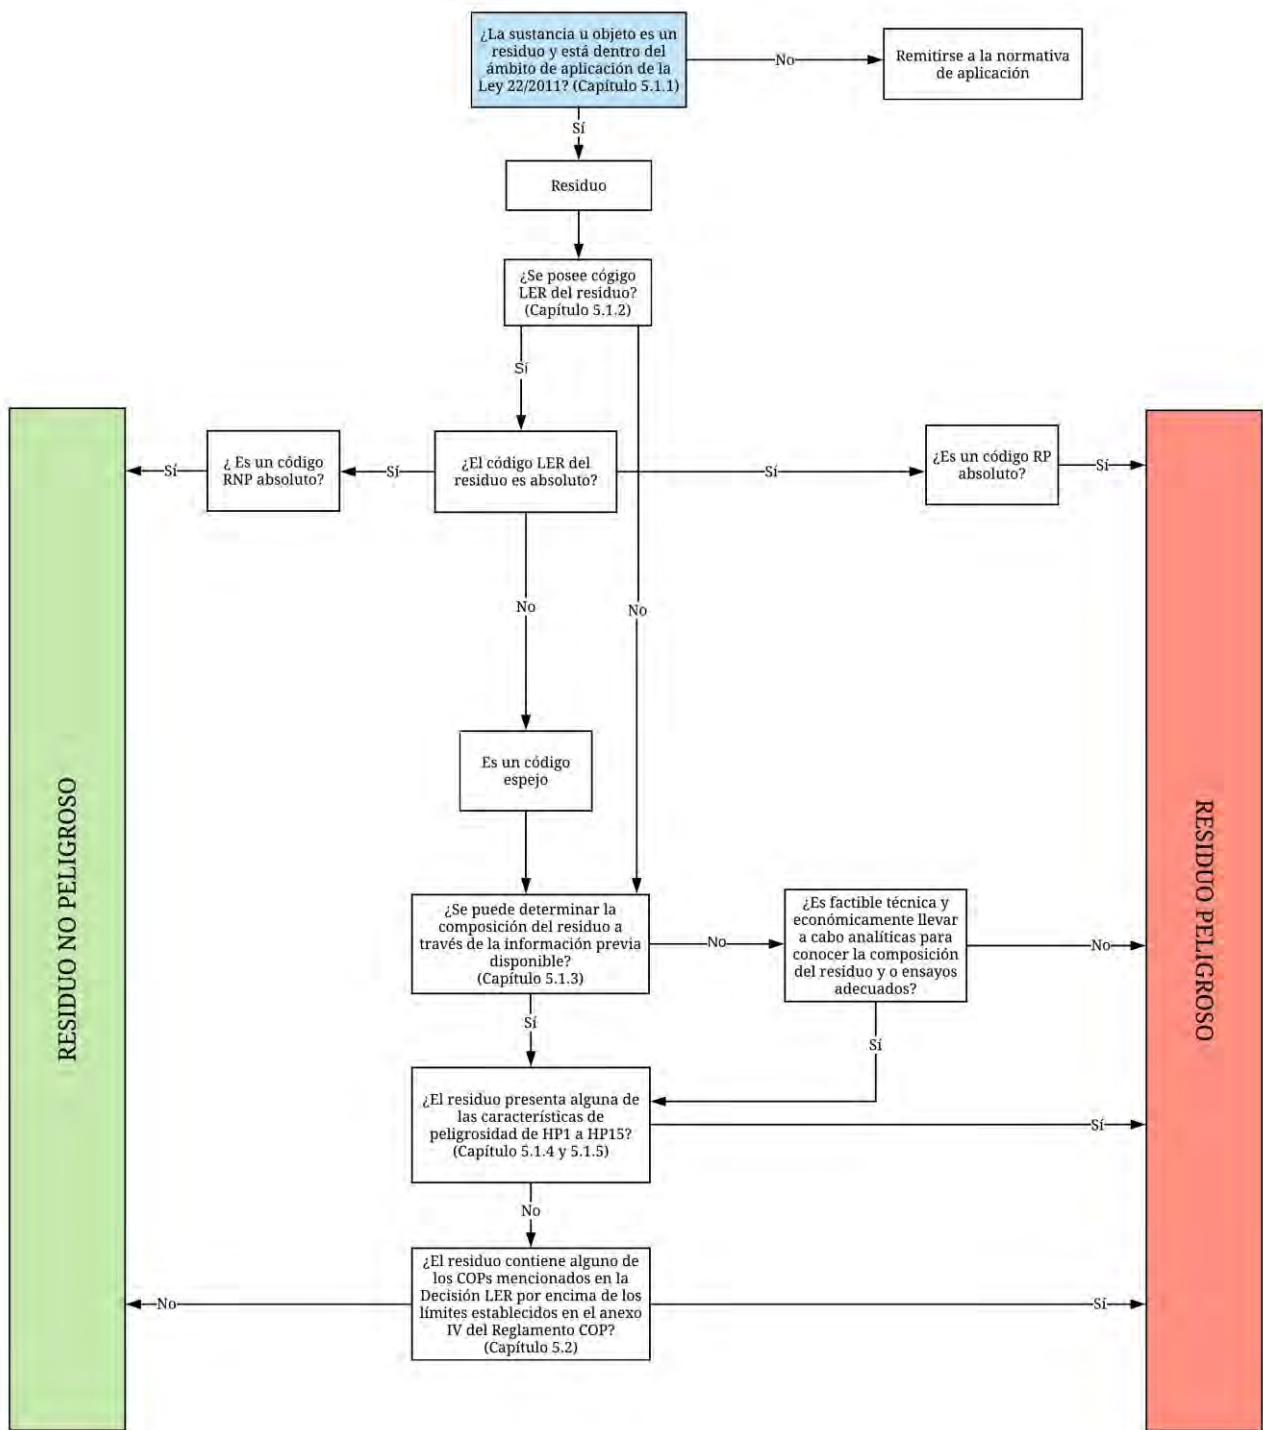 ¿La sustancia u objeto es un
residuo y está dentro del
ámbito de aplicación de la
Ley 22/2011? (Capítulo 5.1.1)
No
Remitirse a la normativa
de aplicación
Sí
Residuo
¿Se posee cógigo
LER del residuo?
(Capítulo 5.1.2)
Sí
Sí
¿ Es un código
RNP absoluto?
Sí
¿El código LER del
residuo es absoluto?
Sí
¿Es un código RP
absoluto?
Sí
No
No
Es un código
espejo
RESIDUO NO PELIGROSO
RESIDUO PELIGROSO
¿Se puede determinar la
composición del residuo a
través de la información previa
disponible?
(Capítulo 5.1.3)
No
¿Es factible técnica y
económicamente llevar
a cabo analíticas para
conocer la composición
del residuo y o ensayos
adecuados?
No
Sí
Sí
¿El residuo presenta alguna de
las características de
peligrosidad de HP1 a HP15?
(Capítulo 5.1.4 y 5.1.5)
Sí
No
¿El residuo contiene alguno de
los COPs mencionados en la
Decisión LER por encima de los
límites establecidos en el anexo
IV del Reglamento COP?
(Capítulo 5.2)
No
Sí